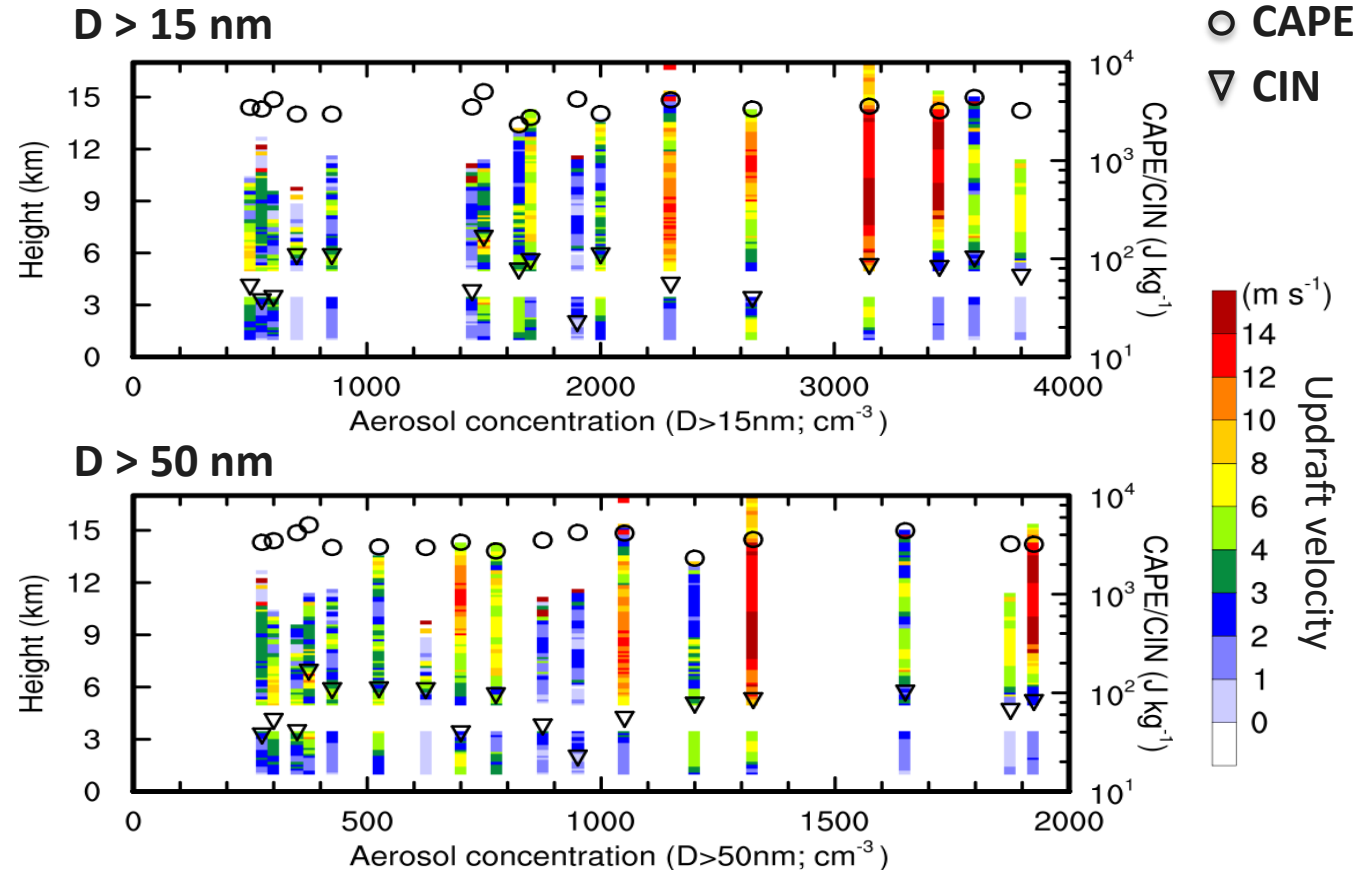 D > 15 nm
CAPE
CIN
Height (km)
15
12
9
6
3
0
10⁴
10³
10²
10¹
CAPE/CIN (J kg⁻¹)
0 1000 2000 3000 4000
Aerosol concentration (D>15nm; cm⁻³)
D > 50 nm
Height (km)
15
12
9
6
3
0
10⁴
10³
10²
10¹
CAPE/CIN (J kg⁻¹)
0 500 1000 1500 2000
Aerosol concentration (D>50nm; cm⁻³)
(m s⁻¹)
14
12
10
8
6
4
3
2
1
0
Updraft velocity